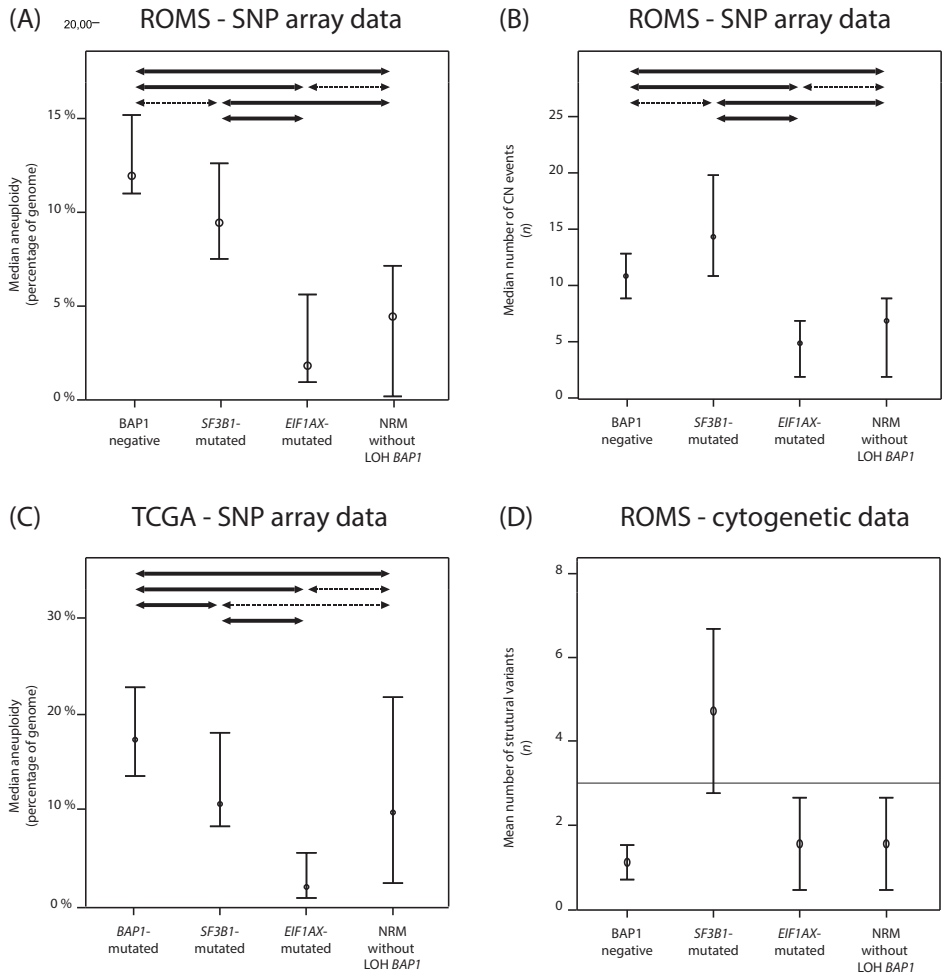 (A)
20,00
ROMS - SNP array data
Median aneuploidy
(percentage of genome)
15 %
10 %
5 %
0 %
BAP1
negative
SF3B1-
mutated
EIF1AX-
mutated
NRM
without
LOH BAP1
(B)
ROMS - SNP array data
Median number of CN events
(n)
25
20
15
10
5
0
BAP1
negative
SF3B1-
mutated
EIF1AX-
mutated
NRM
without
LOH BAP1
(C)
TCGA - SNP array data
Median aneuploidy
(percentage of genome)
30 %
20 %
10 %
0 %
BAP1-
mutated
SF3B1-
mutated
EIF1AX-
mutated
NRM
without
LOH BAP1
(D)
ROMS - cytogenetic data
Mean number of strutural variants
(n)
8
6
4
2
0
BAP1
negative
SF3B1-
mutated
EIF1AX-
mutated
NRM
without
LOH BAP1